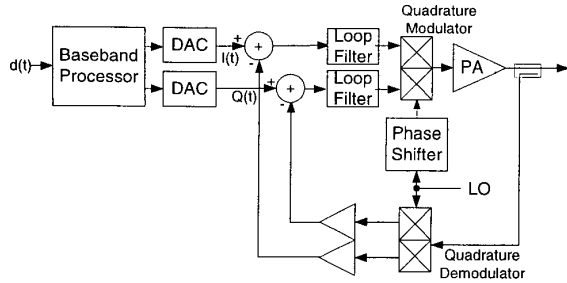 Quadrature
Modulator
d(t)
Baseband
Processor
DAC
I(t)
+
-
+
Loop
Filter
PA
DAC
Q(t)
+
-
+
Loop
Filter
Phase
Shifter
LO
Quadrature
Demodulator